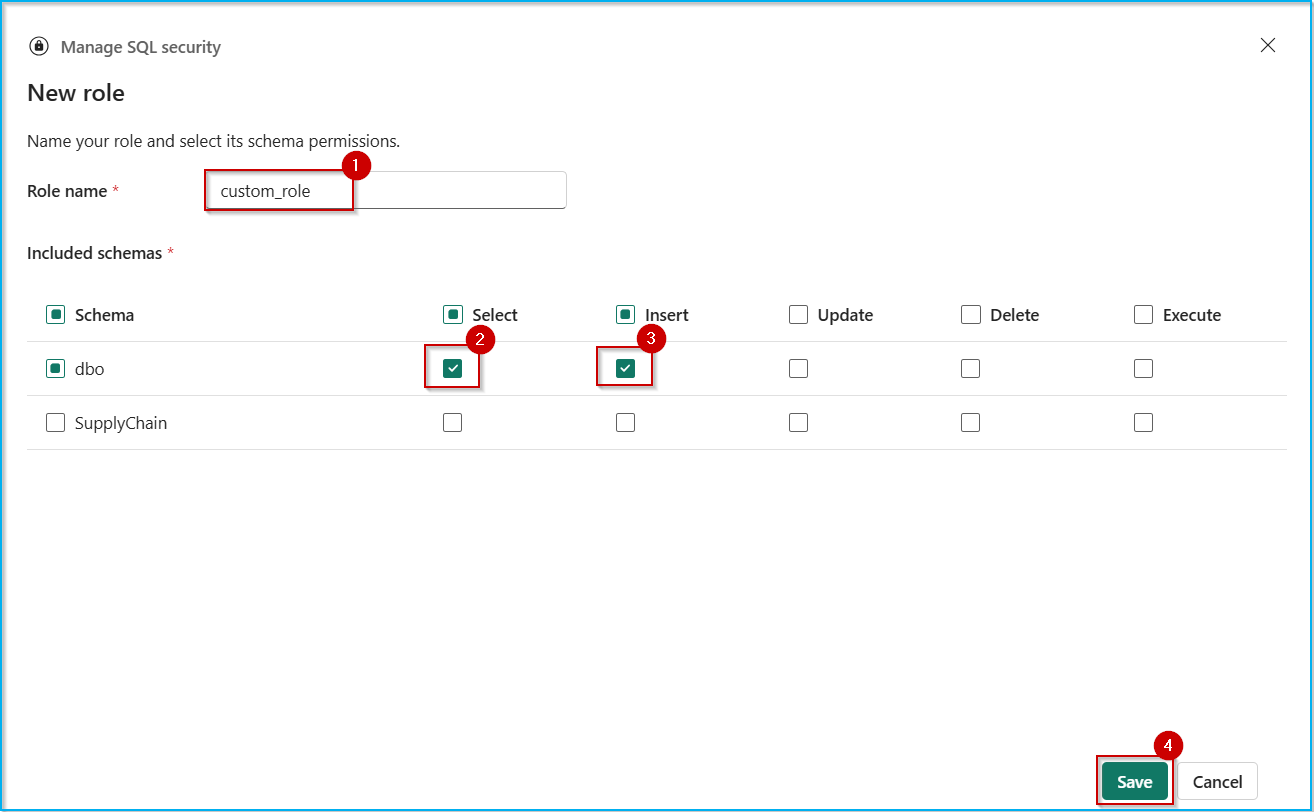 Manage SQL security
New role
Name your role and select its schema permissions.
1
Role name *
custom_role
Included schemas *
Schema Select Insert Update Delete Execute
2 3
dbo
SupplyChain
4
Save Cancel